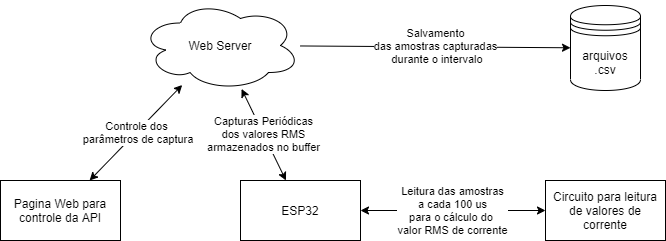 Web Server
Salvamento
das amostras capturadas
durante o intervalo
arquivos
.csv
Controle dos
parâmetros de captura
Capturas Periódicas
dos valores RMS
armazenados no buffer
Pagina Web para
controle da API
ESP32
Leitura das amostras
a cada 100 us
para o cálculo do
valor RMS de corrente
Circuito para leitura
de valores de
corrente